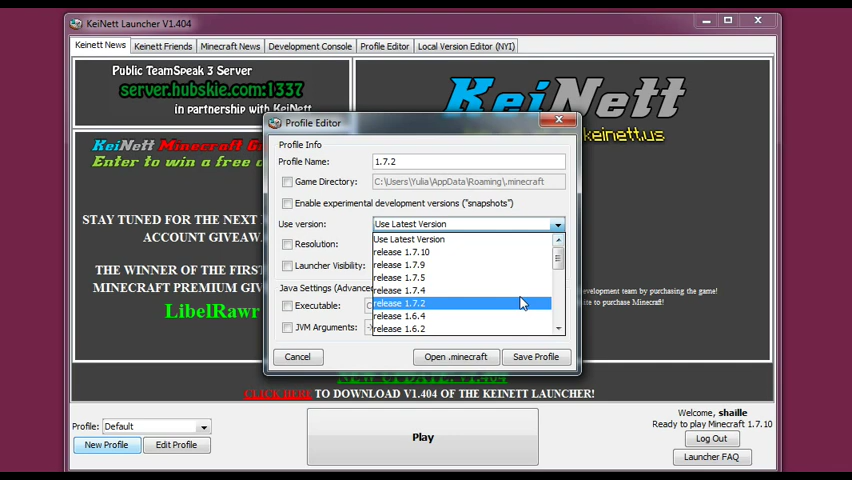 KeiNett Launcher V1.404
Keinett News
Keinett Friends
Minecraft News
Development Console
Profile Editor
Local Version Editor (NYI)
Public TeamSpeak 3 Server
server.hubskie.com:1337
in partnership with KeiNett
KeiNett
keinett.us
KeiNett Minecraft G
Enter to win a free
STAY TUNED FOR THE NEXT
ACCOUNT GIVEAW
THE WINNER OF THE FIRST
MINECRAFT PREMIUM GIV
LibelRawr
development team by purchasing the game!
site to purchase Minecraft!
Profile Editor
Profile Info
Profile Name:
1.7.2
Game Directory:
C:\Users\Yulia\AppData\Roaming\.minecraft
Enable experimental development versions ("snapshots")
Use version:
Use Latest Version
Use Latest Version
release 1.7.10
release 1.7.9
release 1.7.5
release 1.7.4
release 1.7.2
release 1.6.4
release 1.6.2
Resolution:
Launcher Visibility:
Java Settings (Advanced
Executable:
JVM Arguments:
Cancel
Open .minecraft
Save Profile
NEW UPDATE: V1.404
CLICK HERE TO DOWNLOAD V1.404 OF THE KEINETT LAUNCHER!
Profile:
Default
New Profile
Edit Profile
Play
Welcome, shaille
Ready to play Minecraft 1.7.10
Log Out
Launcher FAQ